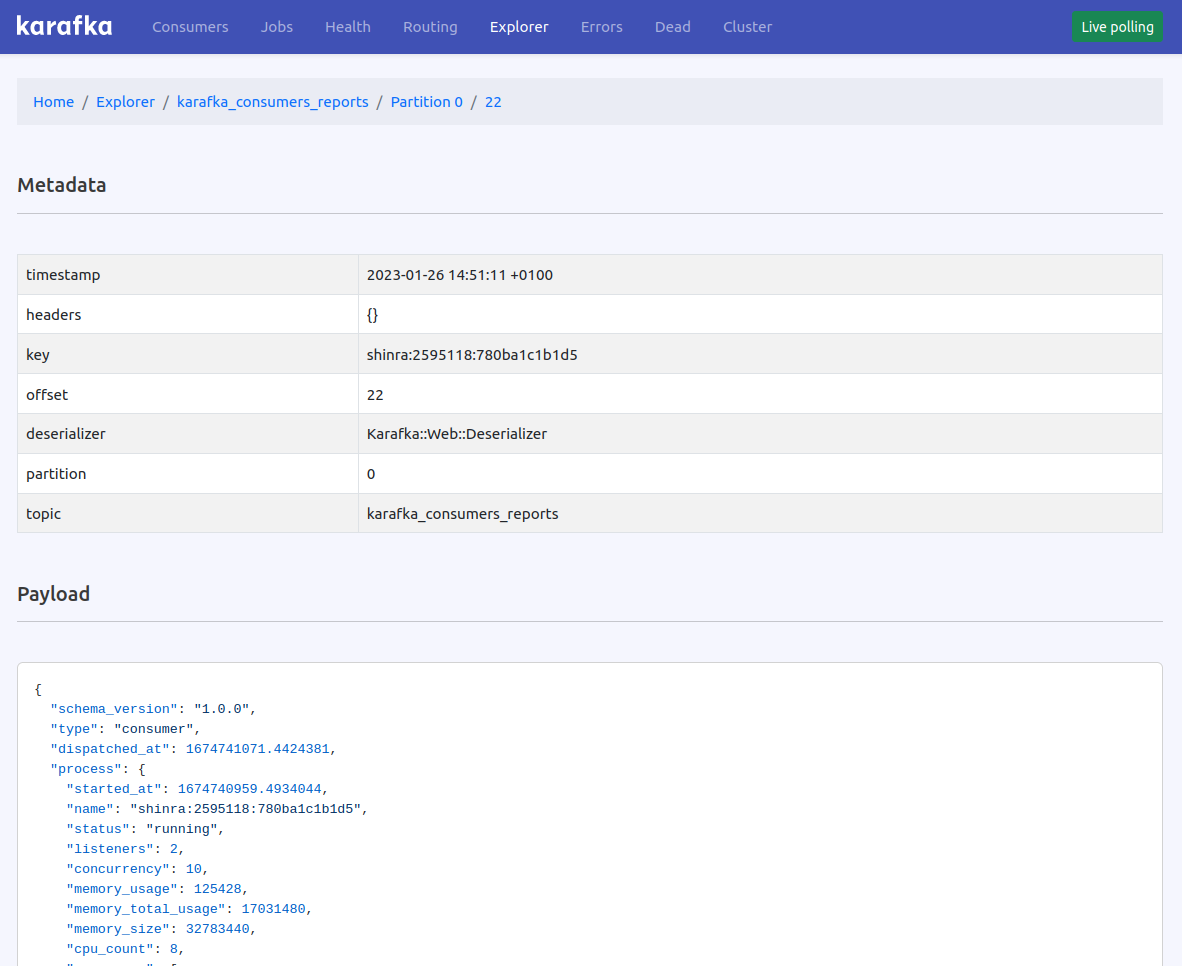 karafka Consumers Jobs Health Routing Explorer Errors Dead Cluster Live polling
Home / Explorer / karafka_consumers_reports / Partition 0 / 22
Metadata
timestamp 2023-01-26 14:51:11 +0100
headers {}
key shinra:2595118:780ba1c1b1d5
offset 22
deserializer Karafka::Web::Deserializer
partition 0
topic karafka_consumers_reports
Payload
{
"schema_version": "1.0.0",
"type": "consumer",
"dispatched_at": 1674741071.4424381,
"process": {
"started_at": 1674740959.4934044,
"name": "shinra:2595118:780ba1c1b1d5",
"status": "running",
"listeners": 2,
"concurrency": 10,
"memory_usage": 125428,
"memory_total_usage": 17031480,
"memory_size": 32783440,
"cpu_count": 8,